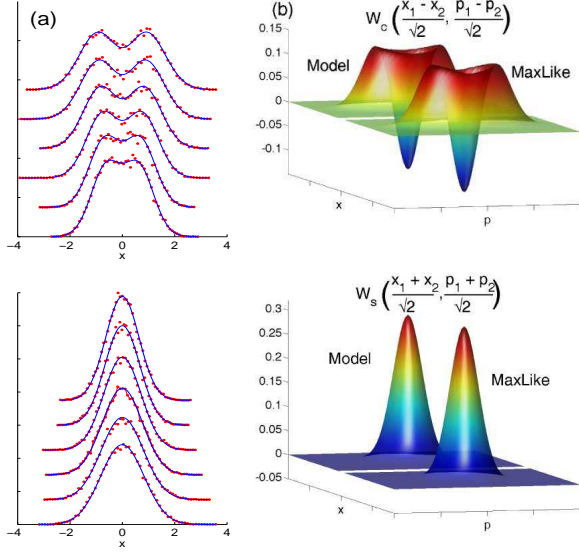 (a)
−4 −2 0 2 4
x
(b)
W_c ( (x_1 - x_2)/√2 , (p_1 - p_2)/√2 )
0.15
0.1
0.05
0
-0.05
-0.1
Model
MaxLike
x
p
−4 −2 0 2 4
x
W_s ( (x_1 + x_2)/√2 , (p_1 + p_2)/√2 )
0.3
0.25
0.2
0.15
0.1
0.05
0
-0.05
Model
MaxLike
x
p